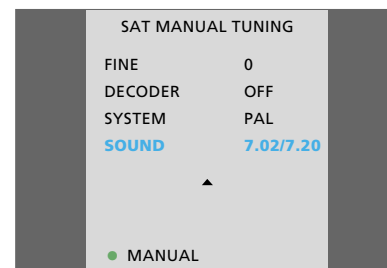 SAT MANUAL TUNING
FINE 0
DECODER OFF
SYSTEM PAL
SOUND 7.02/7.20
MANUAL